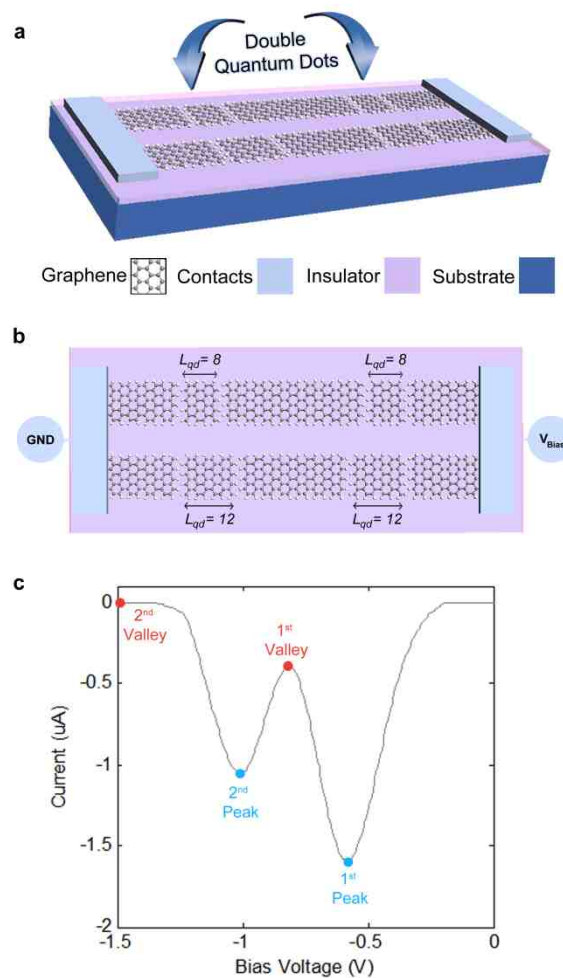 a
Double
Quantum Dots
Graphene Contacts Insulator Substrate
b
L_qd = 8 L_qd = 8
GND V_Bias
L_qd = 12 L_qd = 12
c
0
2nd
Valley
1st
Valley
-0.5
-1
2nd
Peak
-1.5
1st
Peak
-2
-1.5 -1 -0.5 0
Current (uA)
Bias Voltage (V)